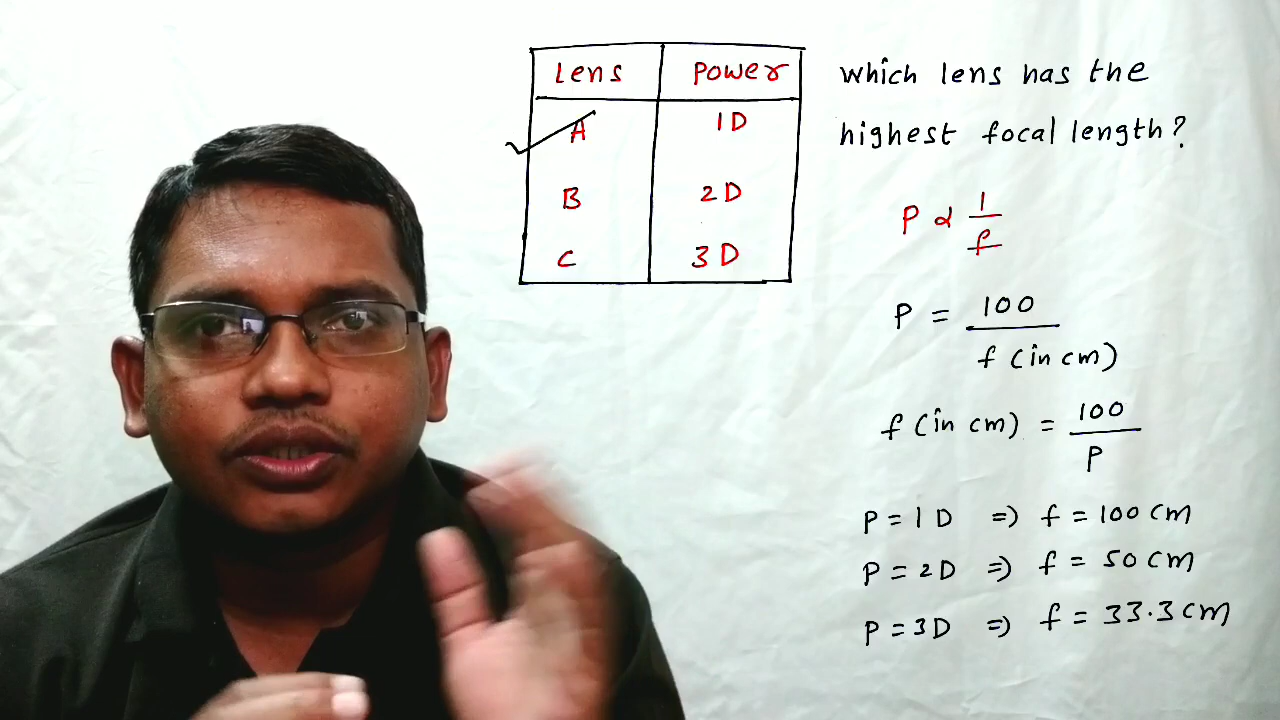 Lens Power
A 1D
B 2D
C 3D
which lens has the
highest focal length?
P ∝ 1/f
P = 100/f (in cm)
f (in cm) = 100/P
P = 1 D => f = 100 cm
P = 2D => f = 50 cm
P = 3D => f = 33.3 cm